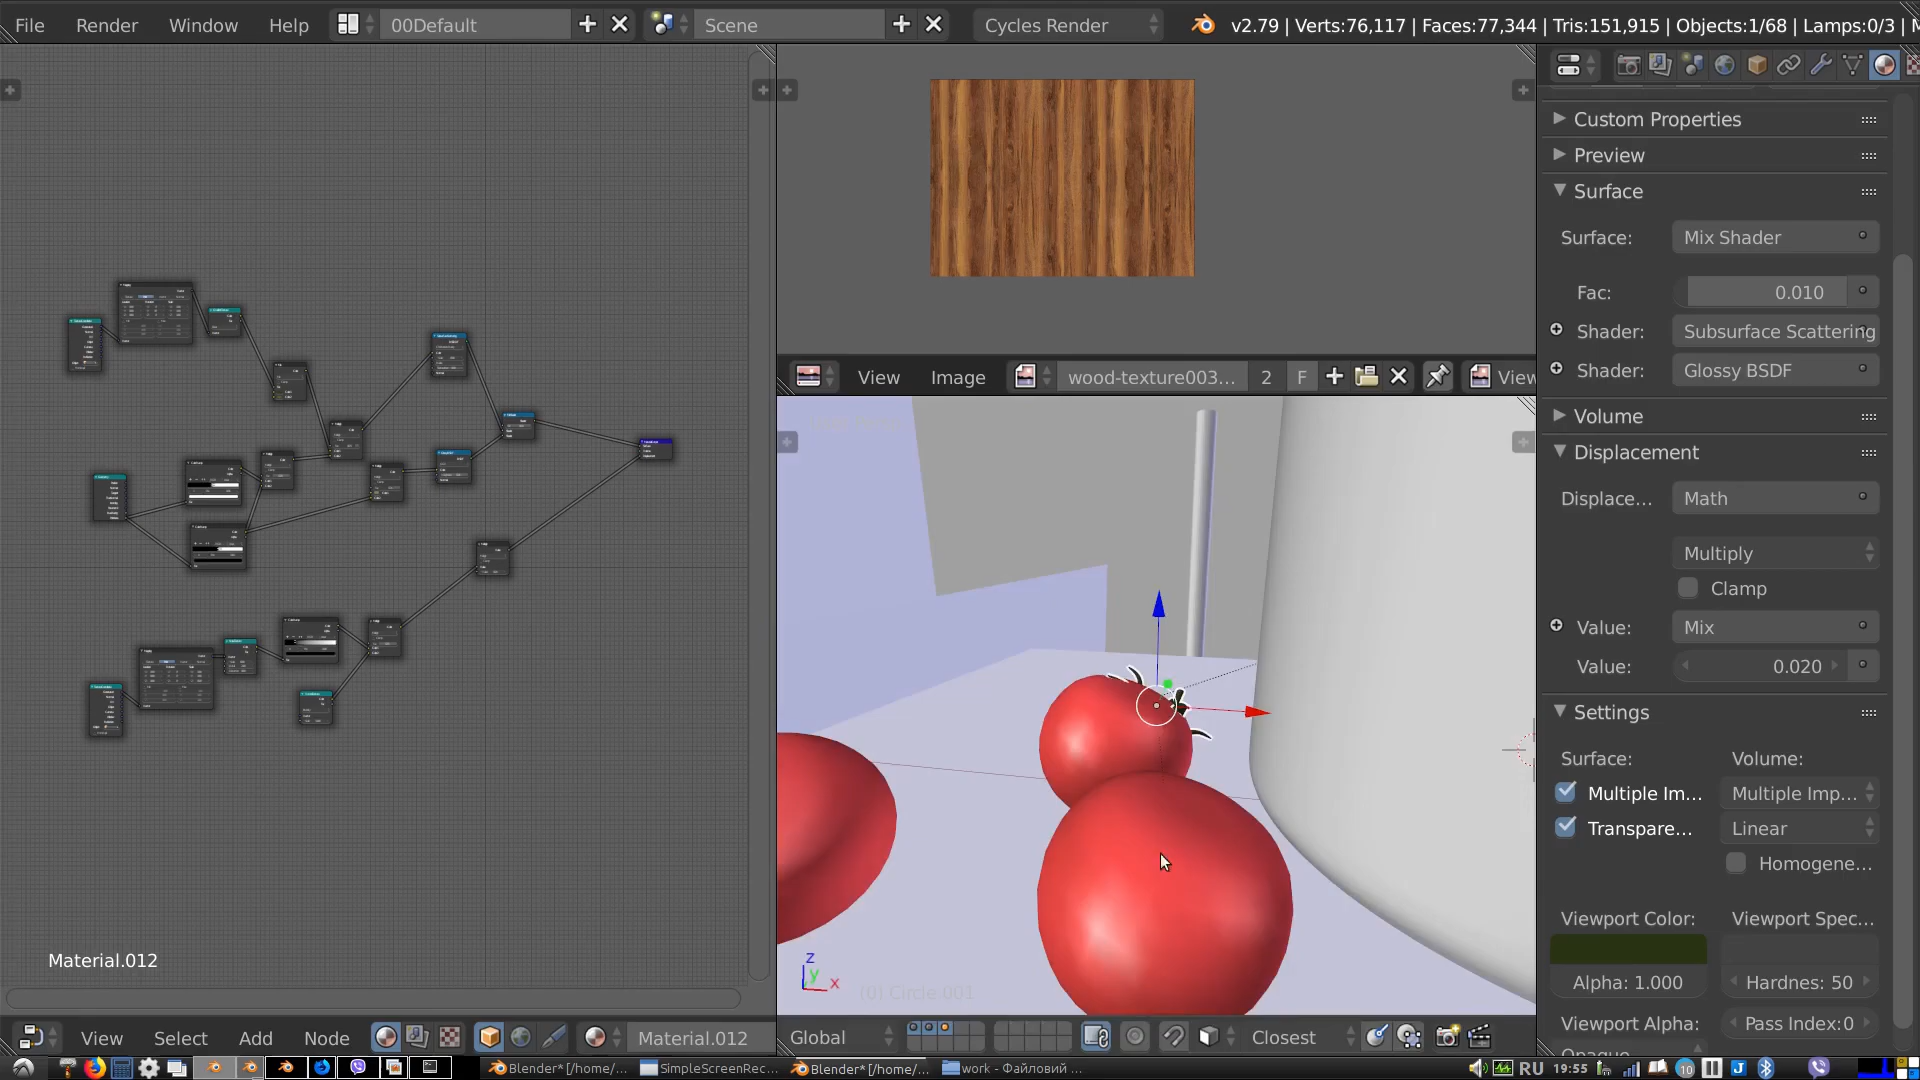 File Render Window Help 00Default Scene Cycles Render v2.79 | Verts:76,117 | Faces:77,344 | Tris:151,915 | Objects:1/68 | Lamps:0/3 | M
Custom Properties
Preview
Surface
Surface: Mix Shader
Fac: 0.010
Shader: Subsurface Scattering
Shader: Glossy BSDF
View Image wood-texture003... 2 F View
Volume
Displacement
Displace... Math
Multiply
Clamp
Value: Mix
Value: 0.020
Settings
Surface: Volume:
Multiple Im... Multiple Imp...
Transpare... Linear
Homogene...
Viewport Color: Viewport Spec...
Alpha: 1.000 Hardnes: 50
Viewport Alpha: Pass Index:0
Opaque
Material.012
z
y
x
(0) Circle.001
View Select Add Node Material.012
Global Closest
Blender* [/home/... SimpleScreenRec... Blender* [/home/... work - Файловий ... RU 19:55 10